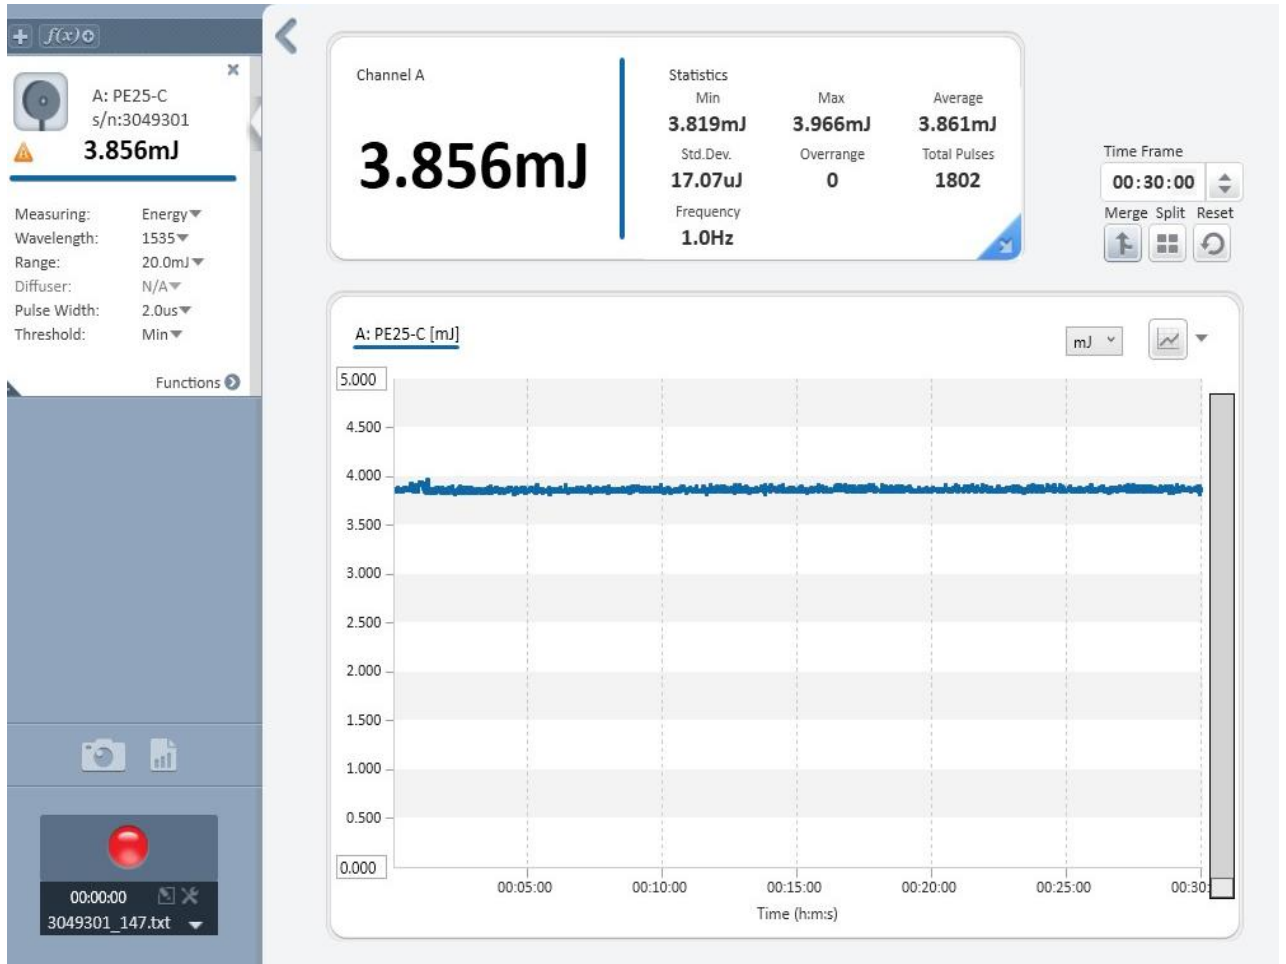 f(x)
A: PE25-C
s/n:3049301
3.856mJ
Measuring: Energy
Wavelength: 1535
Range: 20.0mJ
Diffuser: N/A
Pulse Width: 2.0us
Threshold: Min
Functions
00:00:00
3049301_147.txt
Channel A
3.856mJ
Statistics
Min Max Average
3.819mJ 3.966mJ 3.861mJ
Std.Dev. Overrange Total Pulses
17.07uJ 0 1802
Frequency
1.0Hz
Time Frame
00:30:00
Merge Split Reset
A: PE25-C [mJ]
mJ
5.000
4.500
4.000
3.500
3.000
2.500
2.000
1.500
1.000
0.500
0.000
00:05:00 00:10:00 00:15:00 00:20:00 00:25:00 00:30:
Time (h:m:s)